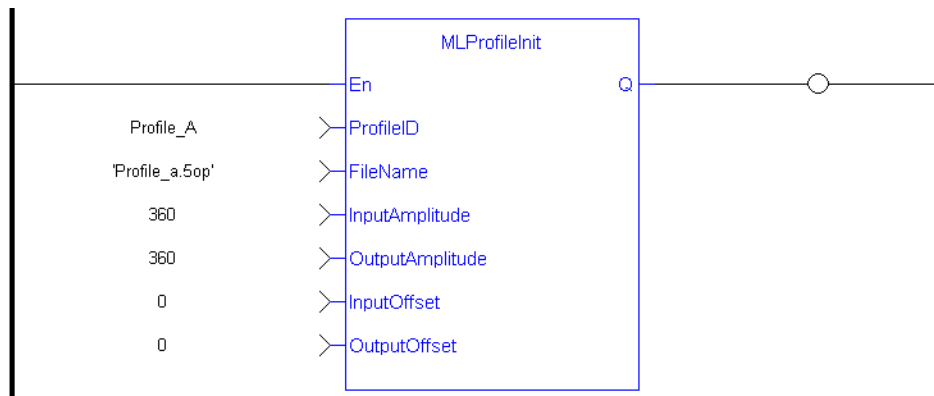 MLProfileInit
En Q
Profile_A ProfileID
'Profile_a.5op' FileName
360 InputAmplitude
360 OutputAmplitude
0 InputOffset
0 OutputOffset